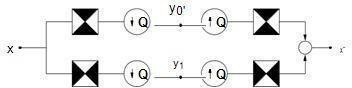 y0'
↓ Q
↑ Q
x
y1
↓ Q
↑ Q